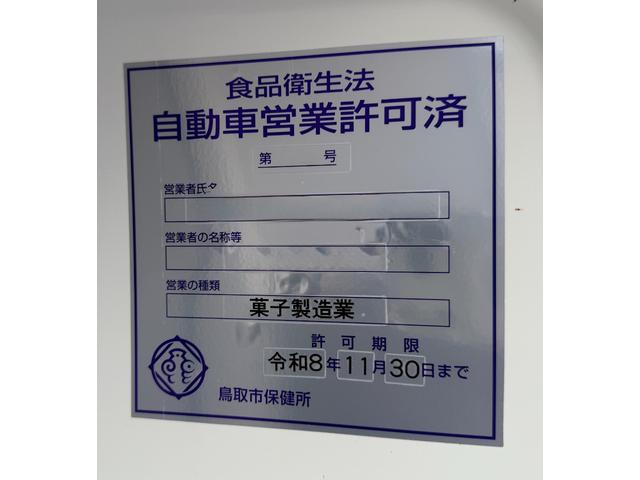 食品衛生法
自動車営業許可済
第　　　号
営業者氏名
営業者の名称等
営業の種類
菓子製造業
許可期限
令和8年11月30日まで
鳥取市保健所